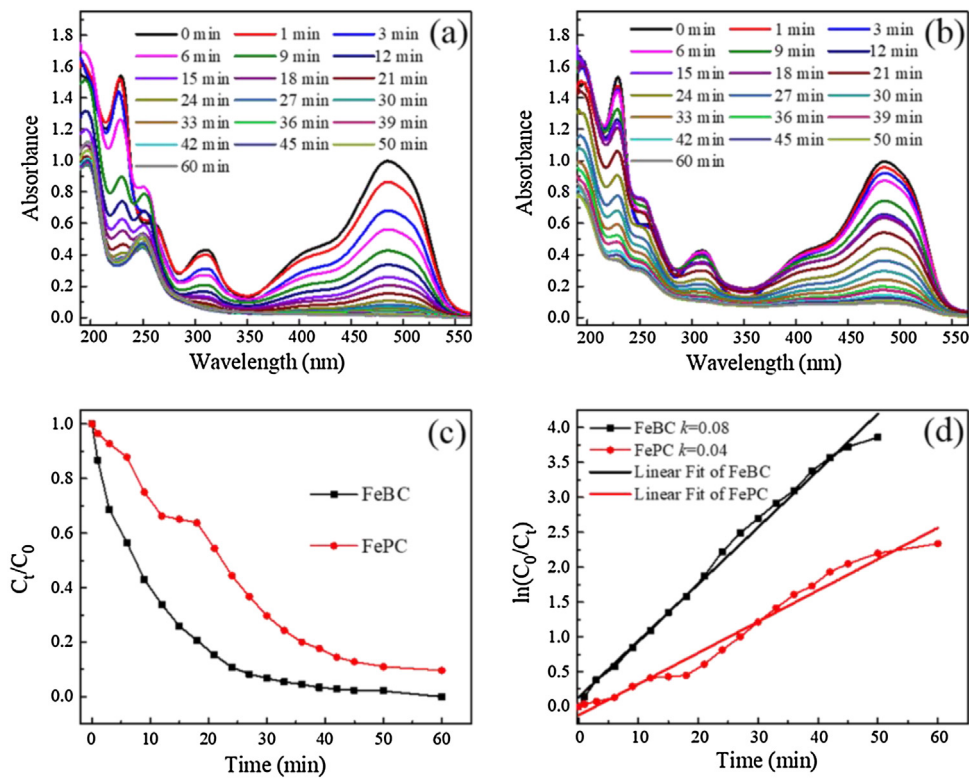 (a)
0 min 1 min 3 min
6 min 9 min 12 min
15 min 18 min 21 min
24 min 27 min 30 min
33 min 36 min 39 min
42 min 45 min 50 min
60 min
1.8
1.6
1.4
1.2
1.0
0.8
0.6
0.4
0.2
0.0
Absorbance
200 250 300 350 400 450 500 550
Wavelength (nm)
(b)
0 min 1 min 3 min
6 min 9 min 12 min
15 min 18 min 21 min
24 min 27 min 30 min
33 min 36 min 39 min
42 min 45 min 50 min
60 min
1.8
1.6
1.4
1.2
1.0
0.8
0.6
0.4
0.2
0.0
Absorbance
200 250 300 350 400 450 500 550
Wavelength (nm)
(c)
FeBC
FePC
1.0
0.8
0.6
0.4
0.2
0.0
Ct/C0
0 10 20 30 40 50 60
Time (min)
(d)
FeBC k=0.08
FePC k=0.04
Linear Fit of FeBC
Linear Fit of FePC
4.0
3.5
3.0
2.5
2.0
1.5
1.0
0.5
0.0
ln(C0/Ct)
0 10 20 30 40 50 60
Time (min)